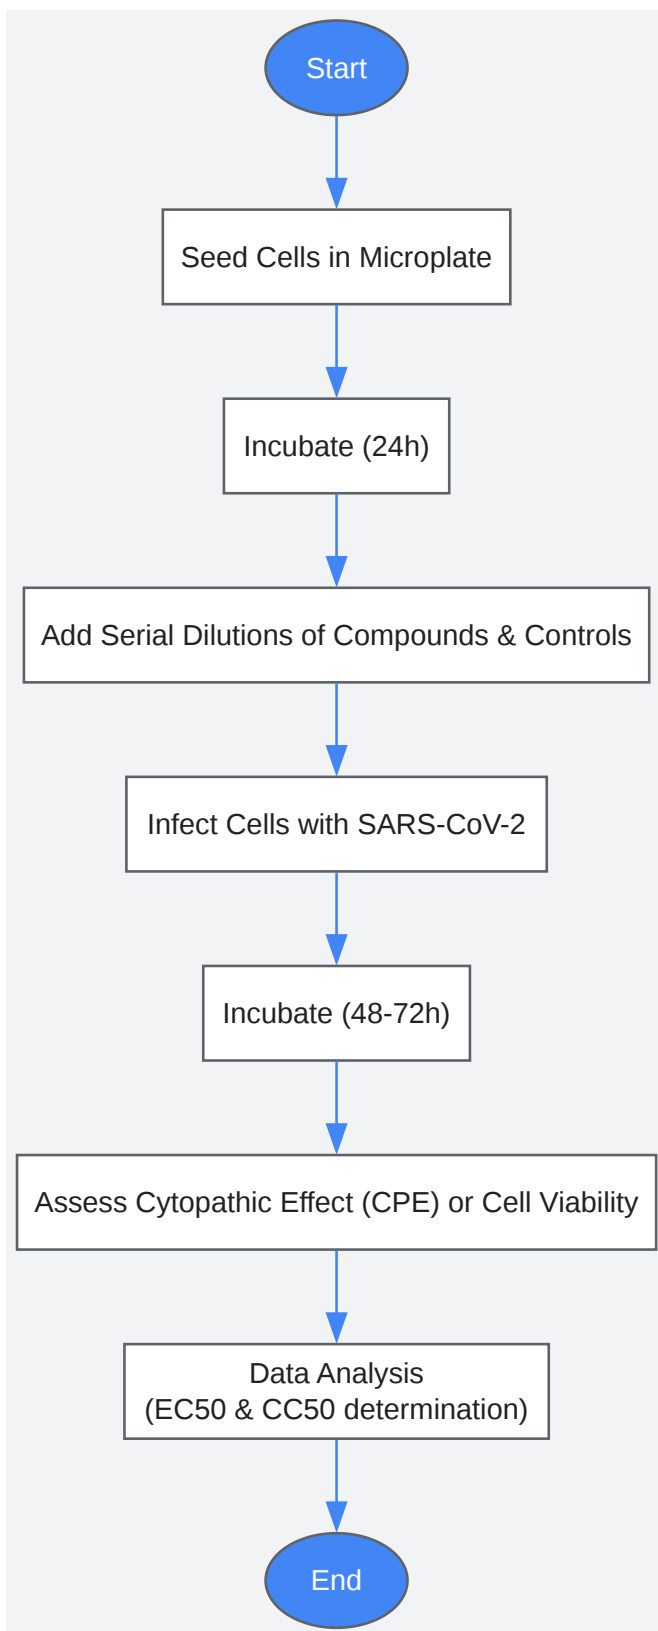 Start
Seed Cells in Microplate
Incubate (24h)
Add Serial Dilutions of Compounds & Controls
Infect Cells with SARS-CoV-2
Incubate (48-72h)
Assess Cytopathic Effect (CPE) or Cell Viability
Data Analysis
(EC50 & CC50 determination)
End